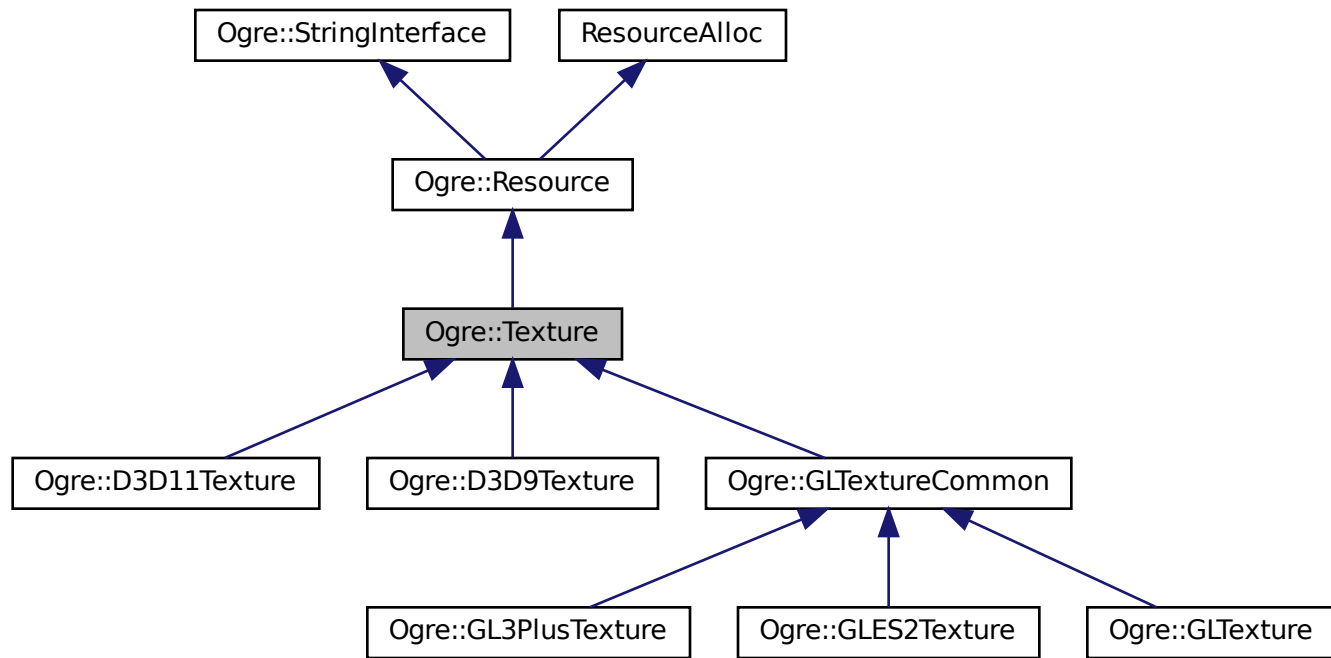 Ogre::StringInterface
ResourceAlloc
Ogre::Resource
Ogre::Texture
Ogre::D3D11Texture
Ogre::D3D9Texture
Ogre::GLTextureCommon
Ogre::GL3PlusTexture
Ogre::GLES2Texture
Ogre::GLTexture